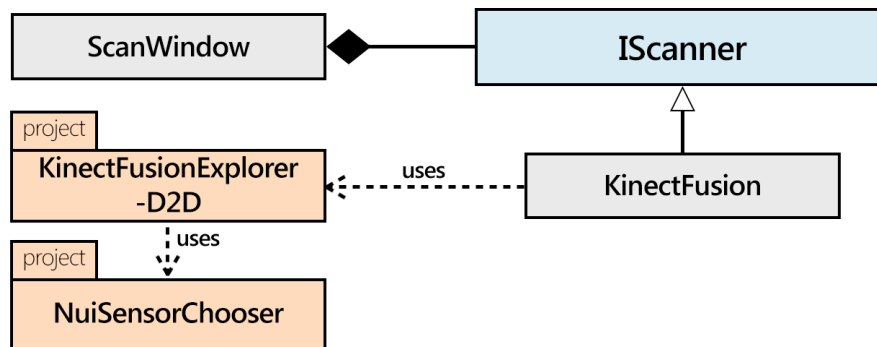 ScanWindow
IScanner
project
KinectFusionExplorer
-D2D
uses
KinectFusion
uses
project
NuiSensorChooser